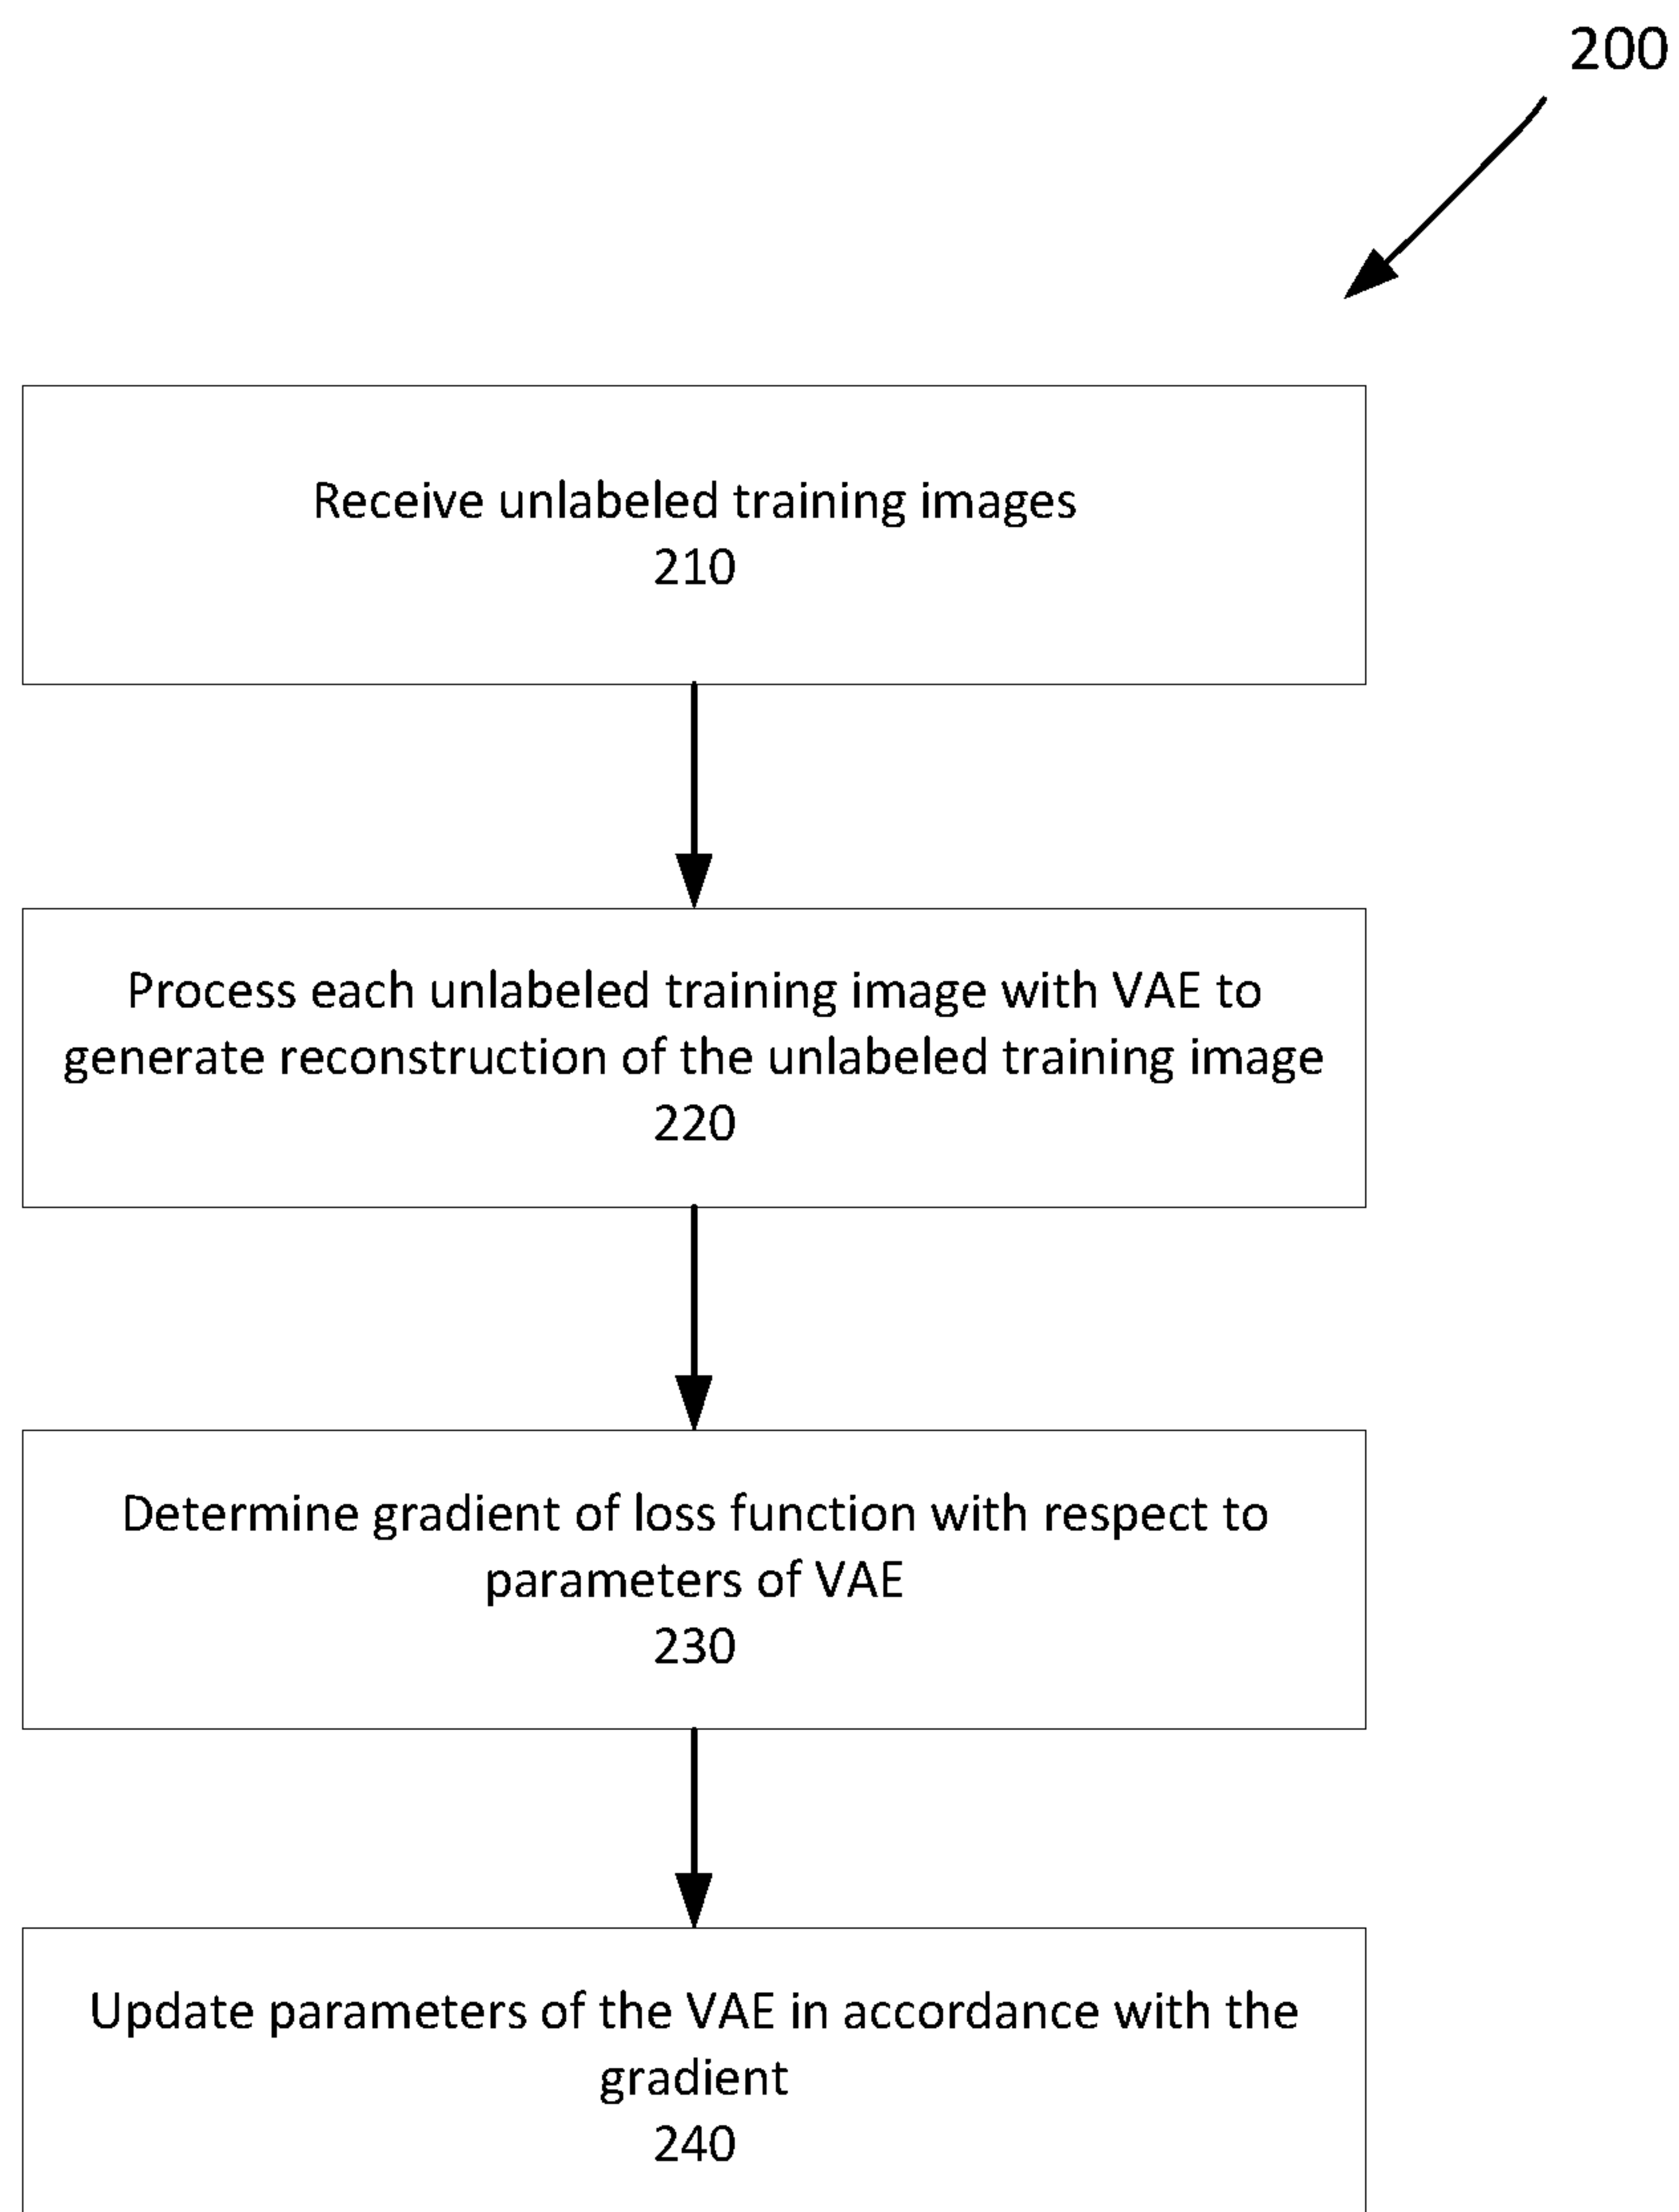 200
Receive unlabeled training images
210
Process each unlabeled training image with VAE to
generate reconstruction of the unlabeled training image
220
Determine gradient of loss function with respect to
parameters of VAE
230
Update parameters of the VAE in accordance with the
gradient
240